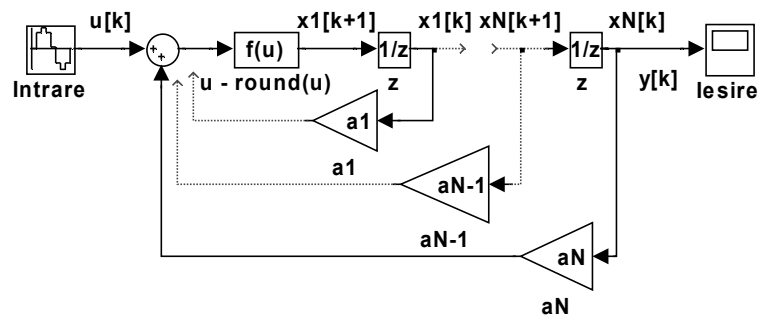 u[k]
x1[k+1]
x1[k]
xN[k+1]
xN[k]
+
+
f(u)
1/z
1/z
Intrare
u - round(u)
z
z
y[k]
Iesire
a1
a1
aN-1
aN-1
aN
aN